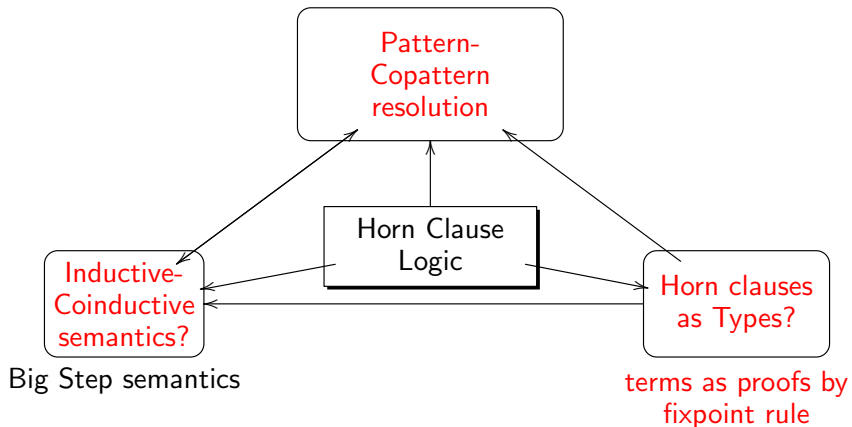 Pattern-
Copattern
resolution
Horn Clause
Logic
Inductive-
Coinductive
semantics?
Big Step semantics
Horn clauses
as Types?
terms as proofs by
fixpoint rule